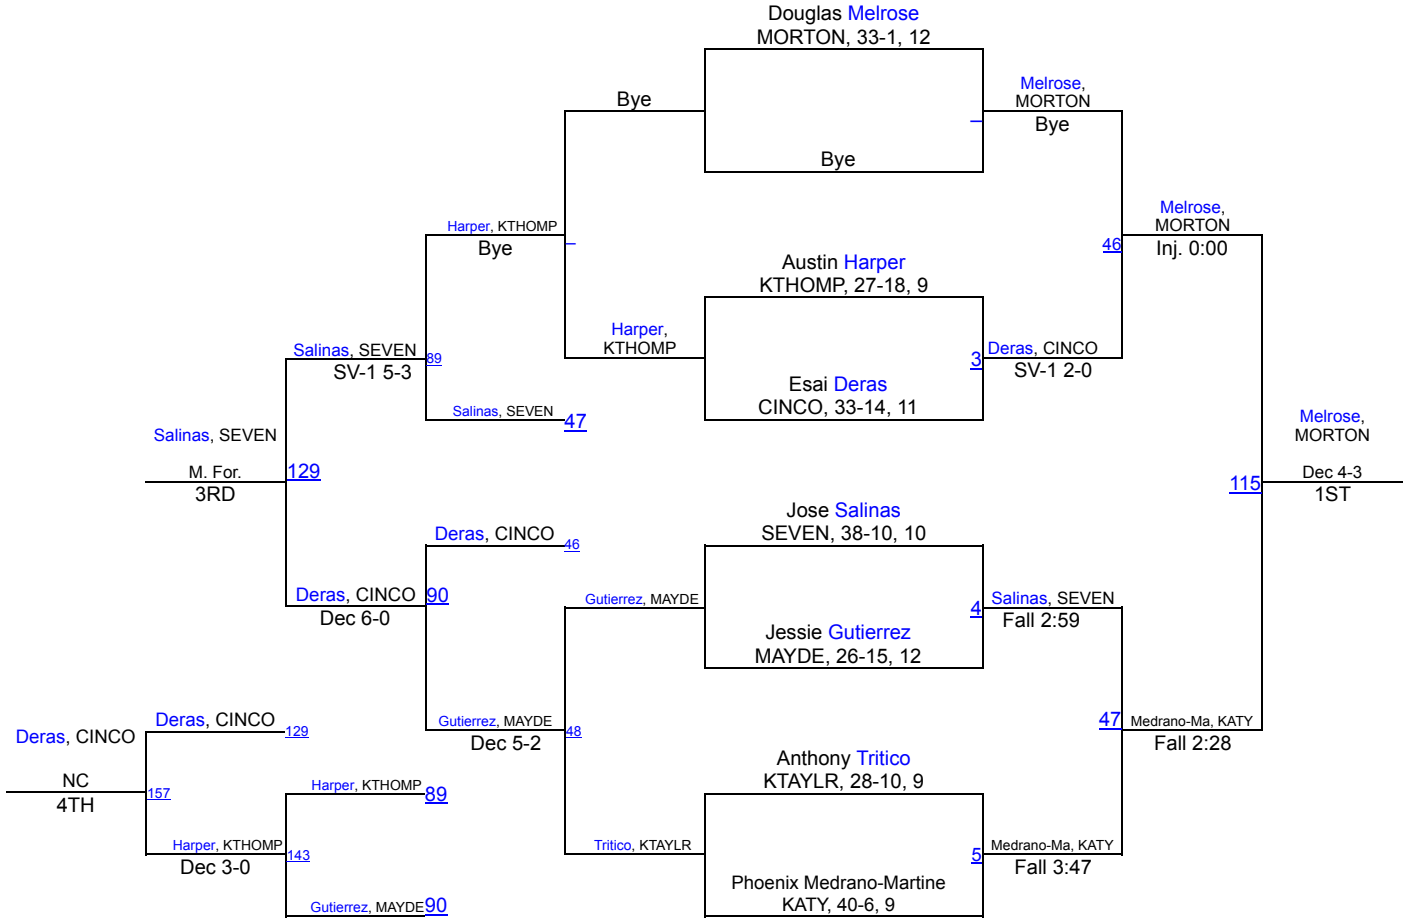 Douglas Melrose
MORTON, 33-1, 12
Bye
Melrose,
MORTON
Bye
_
Bye
Harper, KTHOMP
Bye
_
Melrose,
MORTON
Inj. 0:00
46
Austin Harper
KTHOMP, 27-18, 9
Harper,
KTHOMP
Salinas, SEVEN
SV-1 5-3
89
3
Deras, CINCO
SV-1 2-0
Esai Deras
CINCO, 33-14, 11
Salinas, SEVEN
47
Salinas, SEVEN
M. For.
3RD
129
Melrose,
MORTON
Dec 4-3
1ST
115
Jose Salinas
SEVEN, 38-10, 10
Deras, CINCO
46
Deras, CINCO
Dec 6-0
90
Gutierrez, MAYDE
4
Salinas, SEVEN
Fall 2:59
Jessie Gutierrez
MAYDE, 26-15, 12
Gutierrez, MAYDE
Dec 5-2
48
47
Medrano-Ma, KATY
Fall 2:28
Deras, CINCO
129
Deras, CINCO
NC
4TH
157
Anthony Tritico
KTAYLR, 28-10, 9
Harper, KTHOMP
89
Harper, KTHOMP
Dec 3-0
143
Tritico, KTAYLR
5
Medrano-Ma, KATY
Fall 3:47
Phoenix Medrano-Martine
KATY, 40-6, 9
Gutierrez, MAYDE
90